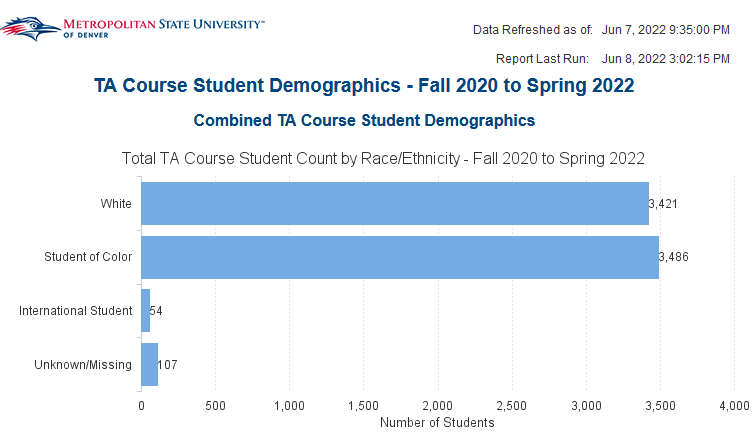 METROPOLITAN STATE UNIVERSITY™
OF DENVER
Data Refreshed as of: Jun 7, 2022 9:35:00 PM
Report Last Run: Jun 8, 2022 3:02:15 PM
TA Course Student Demographics - Fall 2020 to Spring 2022
Combined TA Course Student Demographics
Total TA Course Student Count by Race/Ethnicity - Fall 2020 to Spring 2022
White 3,421
Student of Color 3,486
International Student 54
Unknown/Missing 107
0 500 1,000 1,500 2,000 2,500 3,000 3,500 4,000
Number of Students